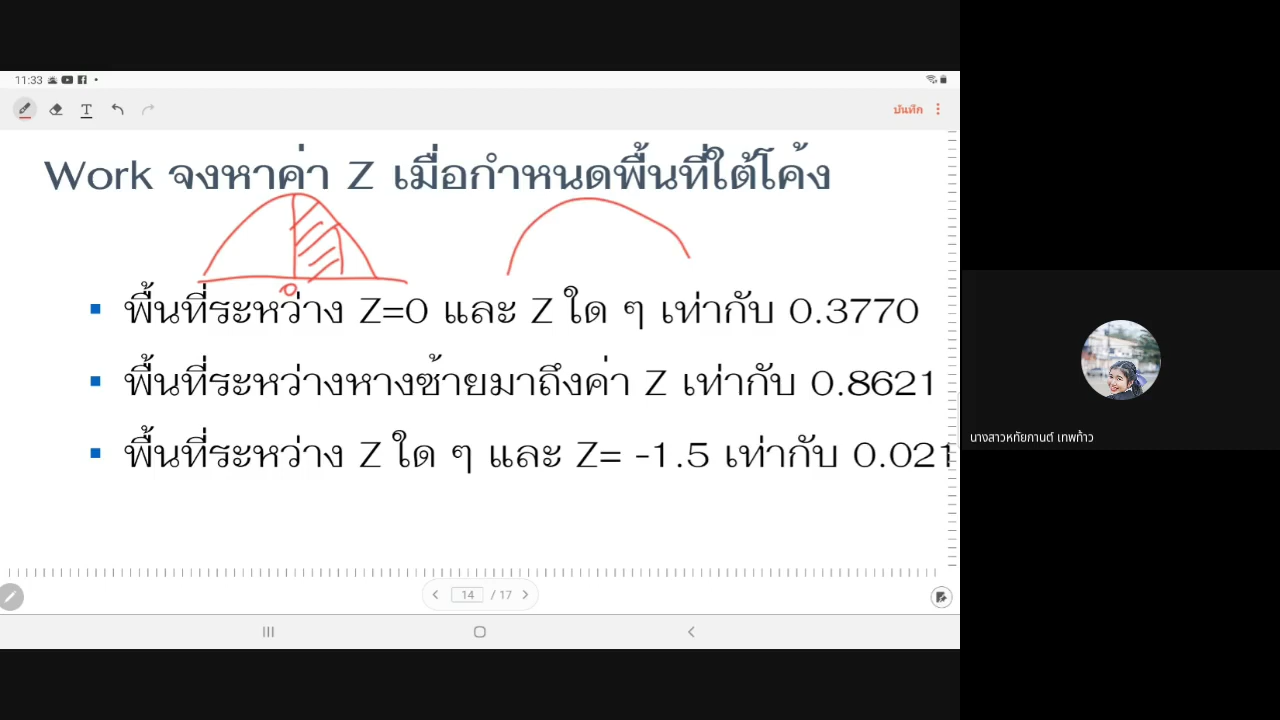 11:33
บันทึก
Work จงหาค่า Z เมื่อกำหนดพื้นที่ใต้โค้ง
0
▪ พื้นที่ระหว่าง Z=0 และ Z ใด ๆ เท่ากับ 0.3770
▪ พื้นที่ระหว่างหางซ้ายมาถึงค่า Z เท่ากับ 0.8621
▪ พื้นที่ระหว่าง Z ใด ๆ และ Z= -1.5 เท่ากับ 0.021
นางสาวหทัยกานต์ เทพท้าว
14 / 17